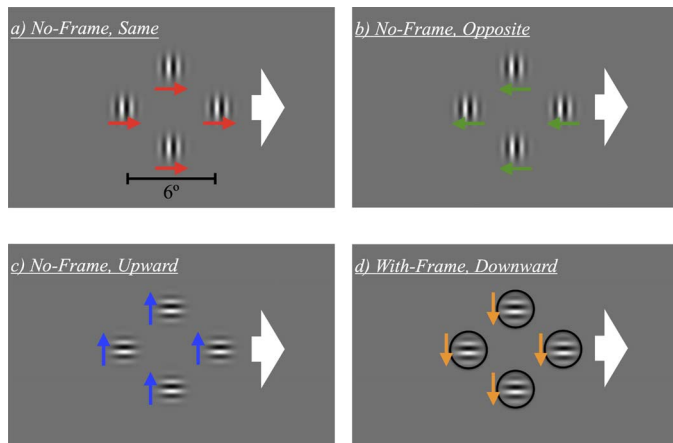 a) No-Frame, Same
b) No-Frame, Opposite
6º
c) No-Frame, Upward
d) With-Frame, Downward